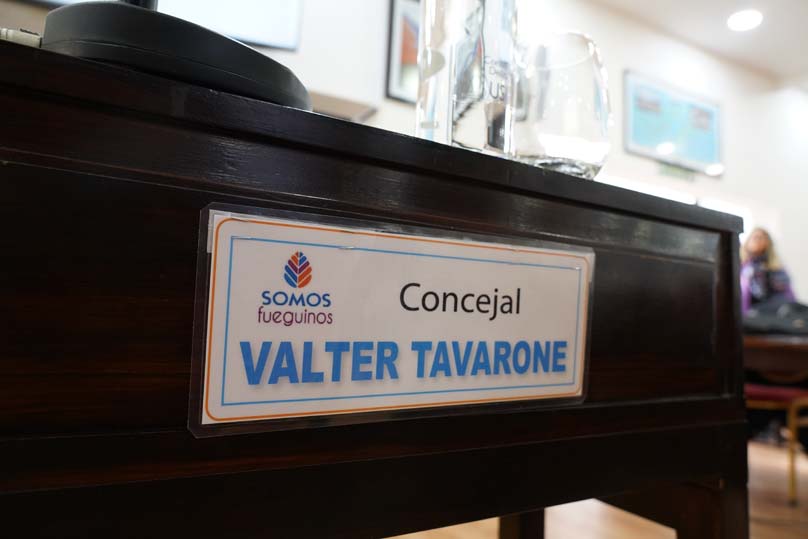 SOMOS
fueguinos
Concejal
VALTER TAVARONE